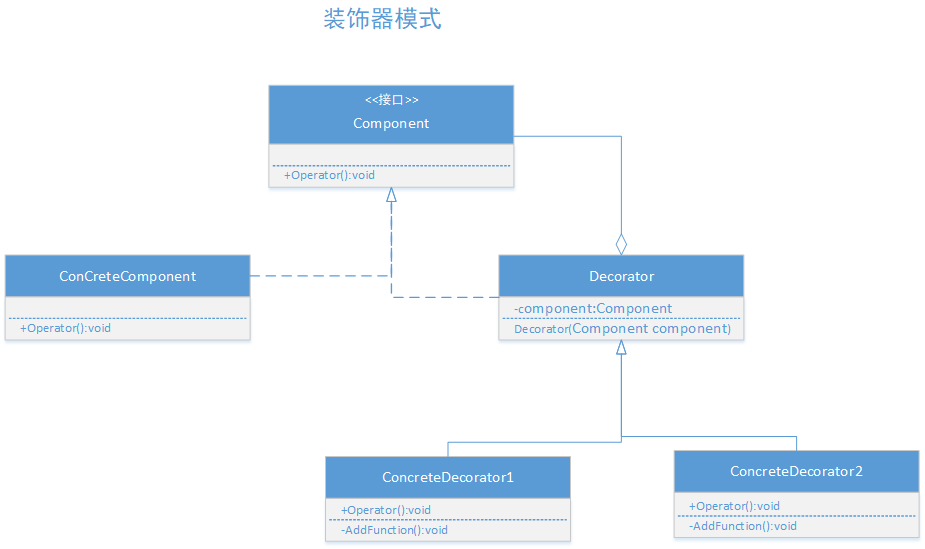 装饰器模式
<<接口>>
Component
+Operator():void
ConCreteComponent
+Operator():void
Decorator
-component:Component
Decorator(Component component)
ConcreteDecorator1
+Operator():void
-AddFunction():void
ConcreteDecorator2
+Operator():void
-AddFunction():void